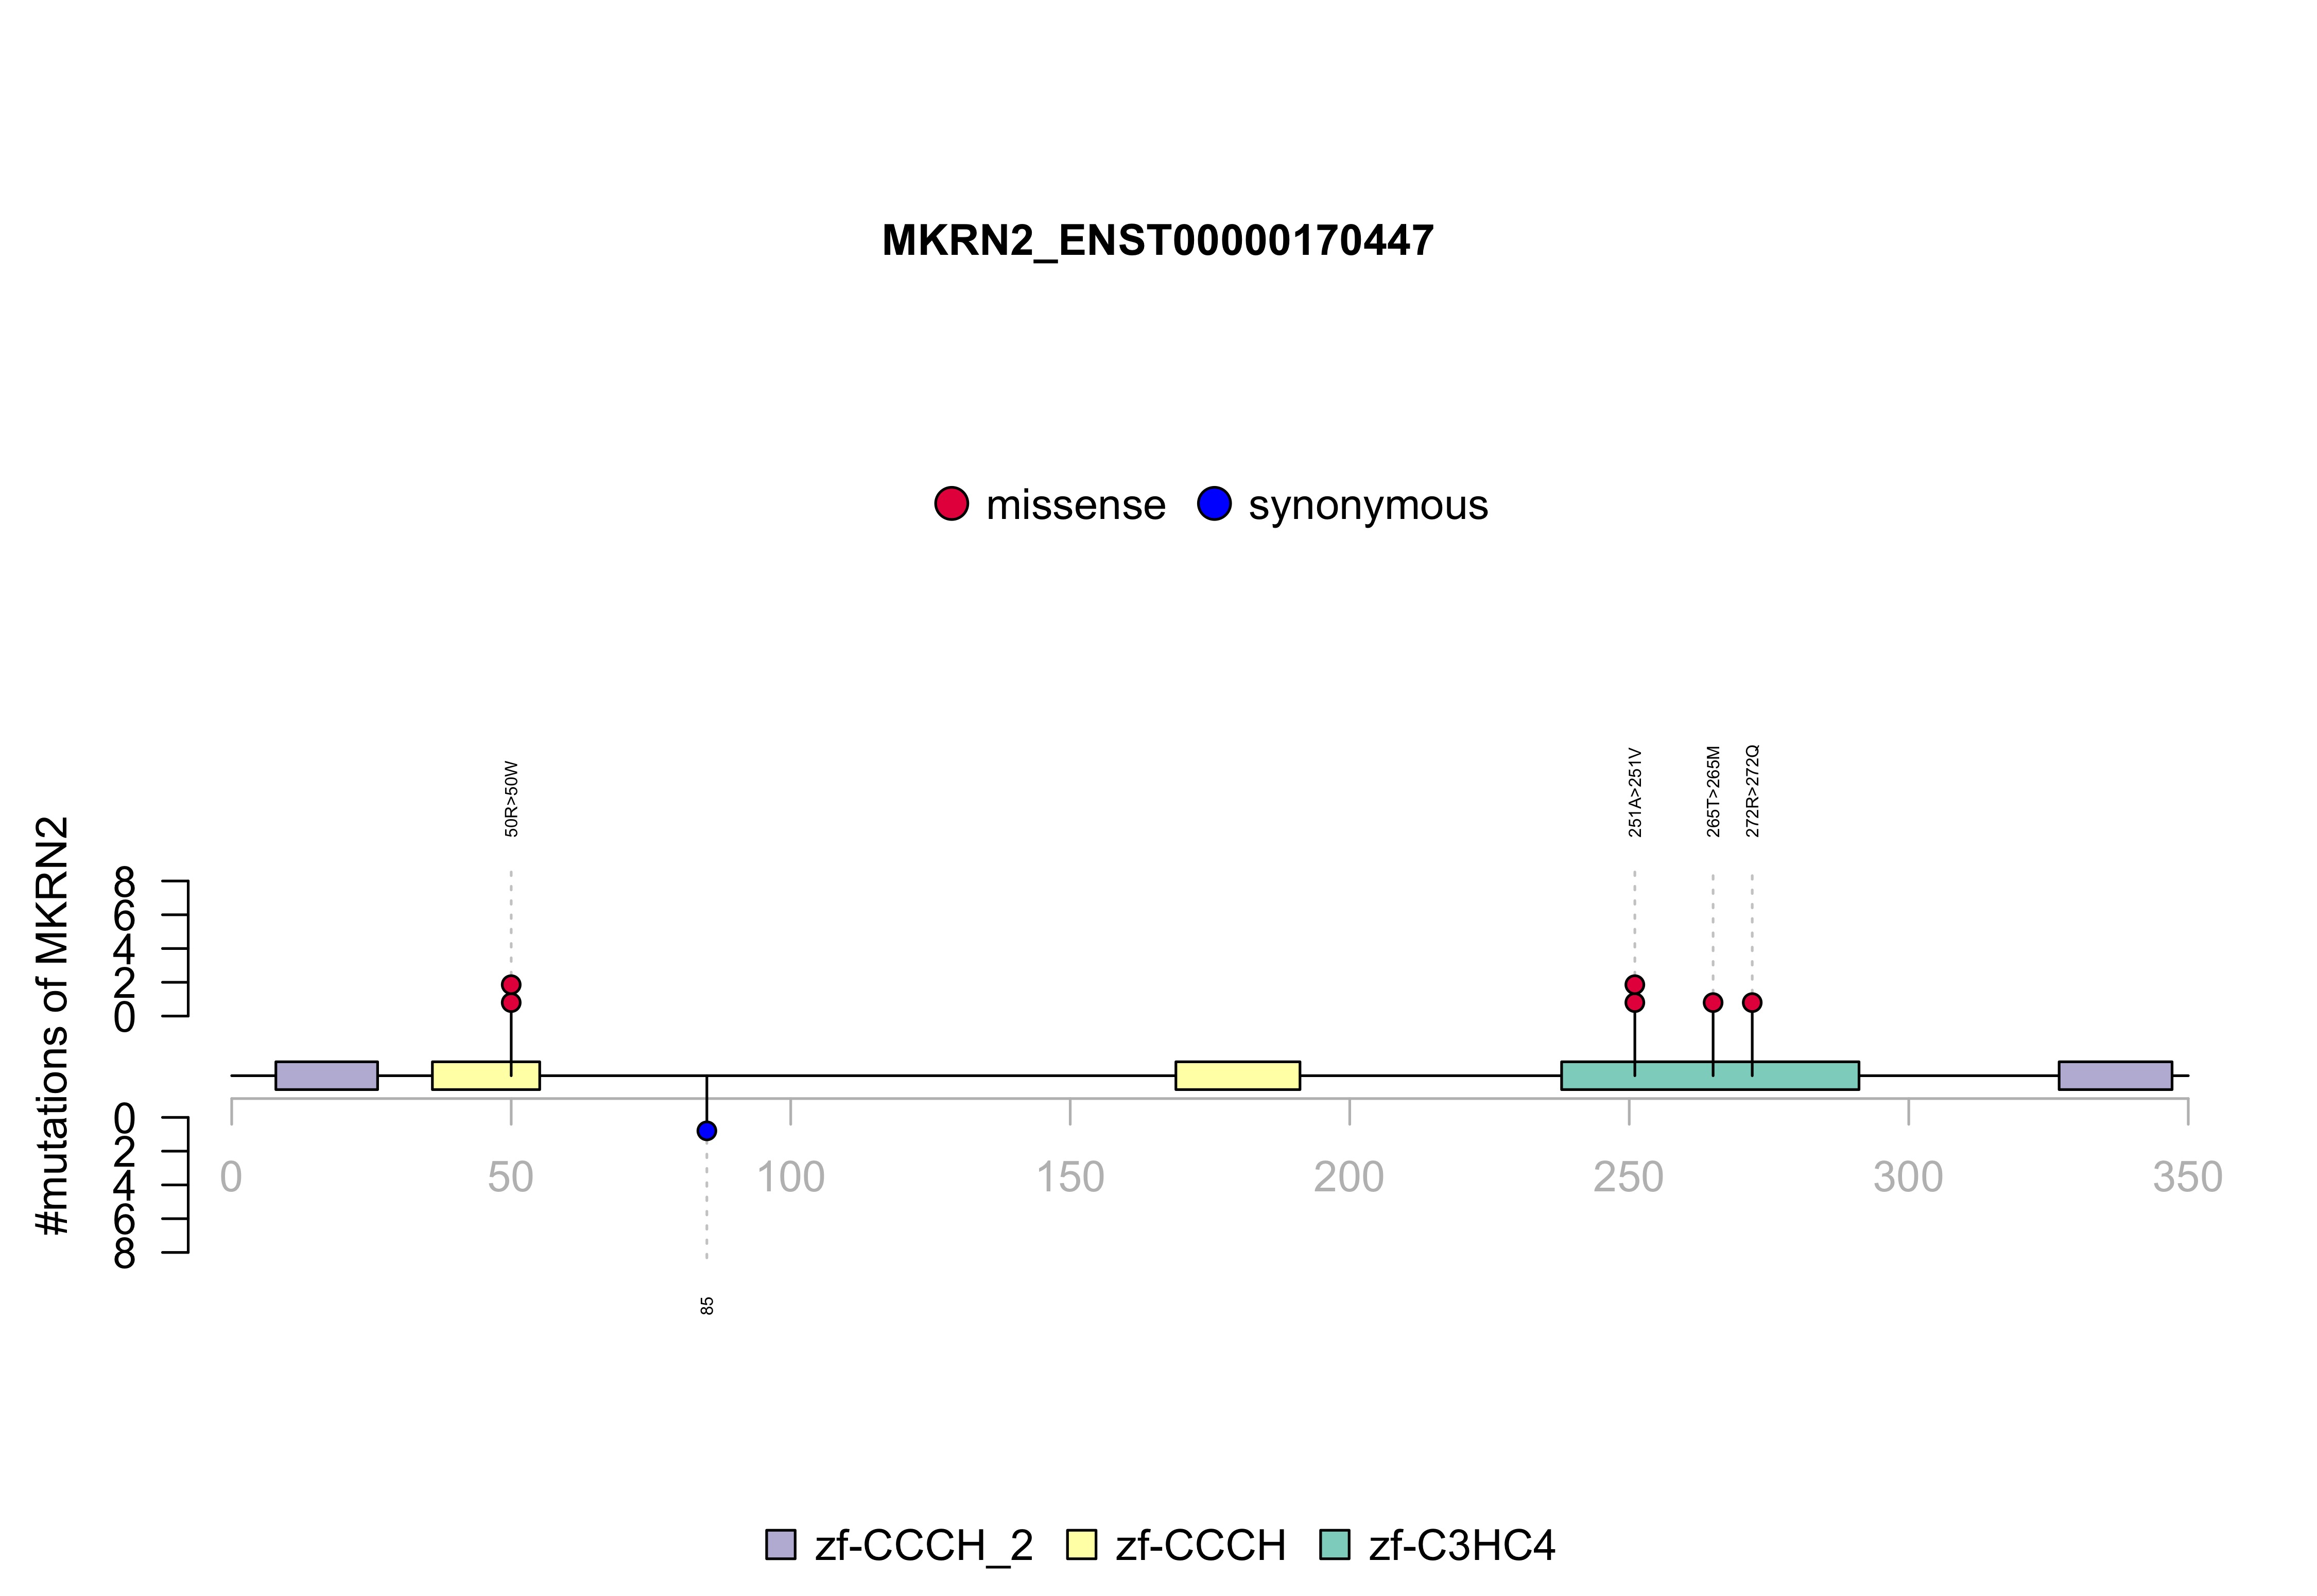 MKRN2_ENST00000170447
missense synonymous
50R>50W 251A>251V 265T>265M 272R>272Q
#mutations of MKRN2
8
6
4
2
0
0
2
4
6
8
0 50 100 150 200 250 300 350
85
zf-CCCH_2 zf-CCCH zf-C3HC4